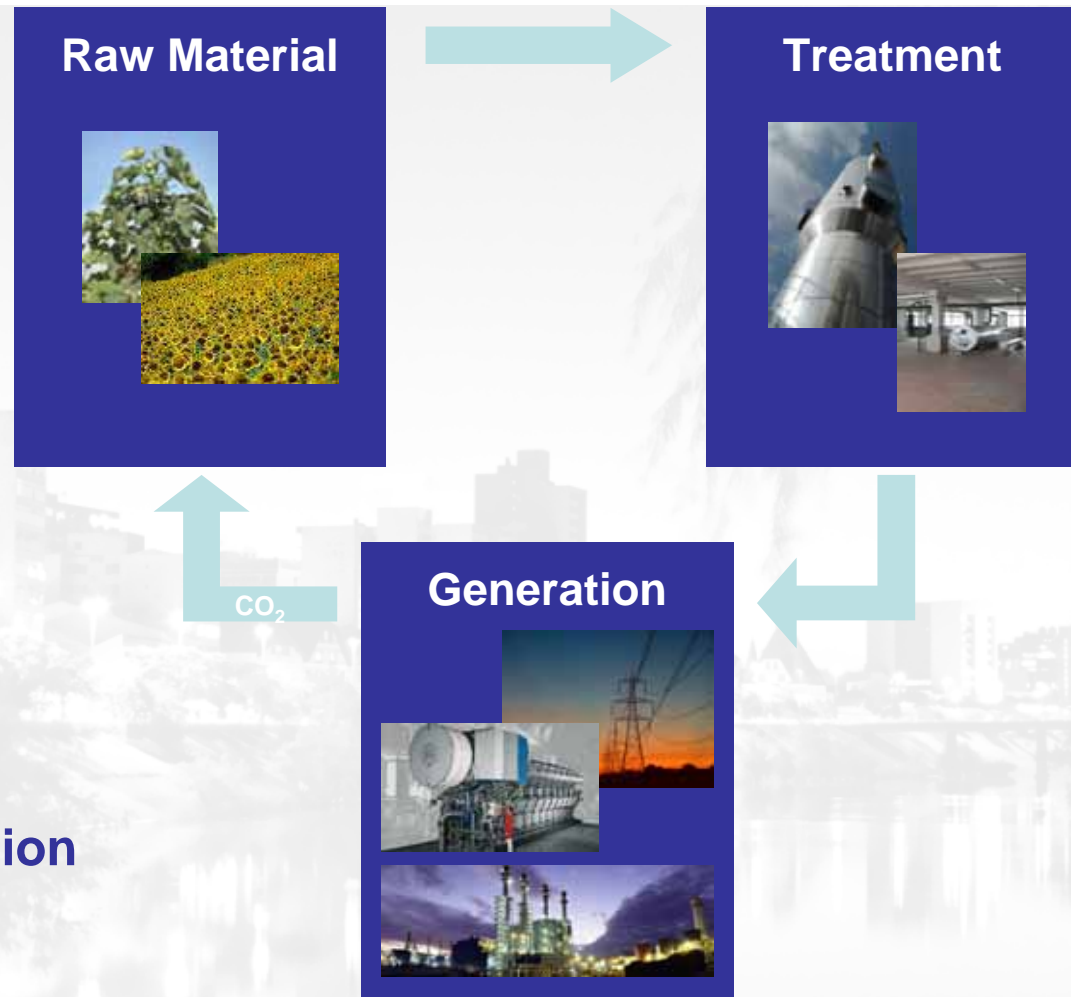 Raw Material
Treatment
CO₂
Generation
ion